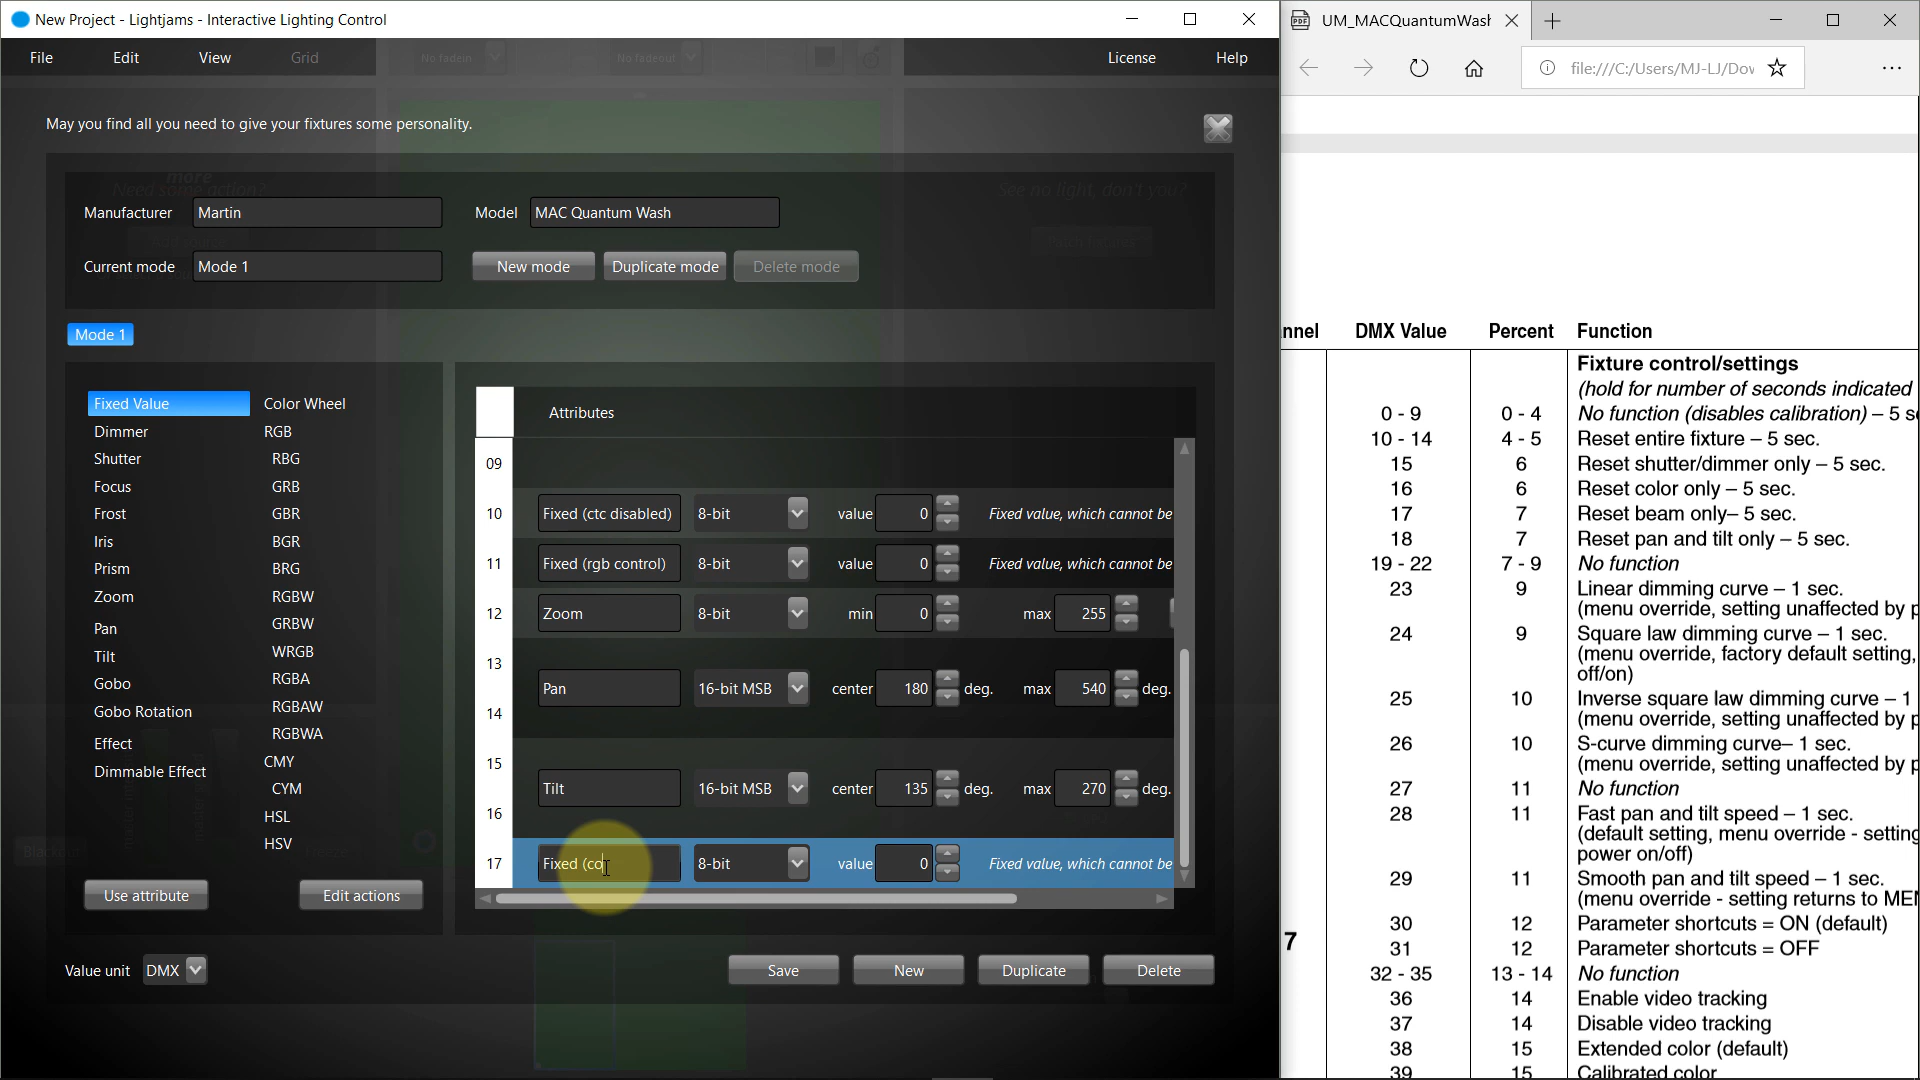 New Project - Lightjams - Interactive Lighting Control
UM_MACQuantumWash
File Edit View Grid No fadein No fadeout License Help
file:///C:/Users/MJ-LJ/Dov
May you find all you need to give your fixtures some personality.
more
Need some action?
See no light, don't you?
Manufacturer Martin Model MAC Quantum Wash
Current mode Mode 1 New mode Duplicate mode Delete mode
Mode 1
Fixed Value Color Wheel
Dimmer RGB
Shutter RBG
Focus GRB
Frost GBR
Iris BGR
Prism BRG
Zoom RGBW
Pan GRBW
Tilt WRGB
Gobo RGBA
Gobo Rotation RGBAW
Effect RGBWA
Dimmable Effect CMY
CYM
HSL
HSV
Use attribute Edit actions
Attributes
09
10 Fixed (ctc disabled) 8-bit value 0 Fixed value, which cannot be
11 Fixed (rgb control) 8-bit value 0 Fixed value, which cannot be
12 Zoom 8-bit min 0 max 255
13
Pan 16-bit MSB center 180 deg. max 540 deg.
14
15
Tilt 16-bit MSB center 135 deg. max 270 deg.
16
17 Fixed (co 8-bit value 0 Fixed value, which cannot be
Value unit DMX Save New Duplicate Delete
nnel DMX Value Percent Function
Fixture control/settings
(hold for number of seconds indicated
0 - 9 0 - 4 No function (disables calibration) – 5 se
10 - 14 4 - 5 Reset entire fixture – 5 sec.
15 6 Reset shutter/dimmer only – 5 sec.
16 6 Reset color only – 5 sec.
17 7 Reset beam only– 5 sec.
18 7 Reset pan and tilt only – 5 sec.
19 - 22 7 - 9 No function
23 9 Linear dimming curve – 1 sec.
(menu override, setting unaffected by p
24 9 Square law dimming curve – 1 sec.
(menu override, factory default setting,
off/on)
25 10 Inverse square law dimming curve – 1
(menu override, setting unaffected by p
26 10 S-curve dimming curve– 1 sec.
(menu override, setting unaffected by p
27 11 No function
28 11 Fast pan and tilt speed – 1 sec.
(default setting, menu override - setting
power on/off)
29 11 Smooth pan and tilt speed – 1 sec.
(menu override - setting returns to MEN
30 12 Parameter shortcuts = ON (default)
7
31 12 Parameter shortcuts = OFF
32 - 35 13 - 14 No function
36 14 Enable video tracking
37 14 Disable video tracking
38 15 Extended color (default)
39 15 Calibrated color